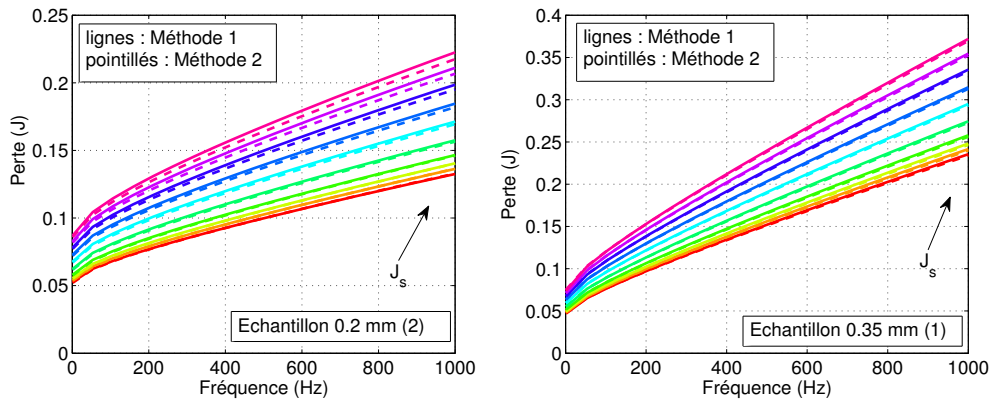 0.25
0.2
0.15
0.1
0.05
0
Perte (J)
lignes : Méthode 1
pointillés : Méthode 2
J_s
Echantillon 0.2 mm (2)
0 200 400 600 800 1000
Fréquence (Hz)
0.4
0.35
0.3
0.25
0.2
0.15
0.1
0.05
0
Perte (J)
lignes : Méthode 1
pointillés : Méthode 2
J_s
Echantillon 0.35 mm (1)
0 200 400 600 800 1000
Fréquence (Hz)